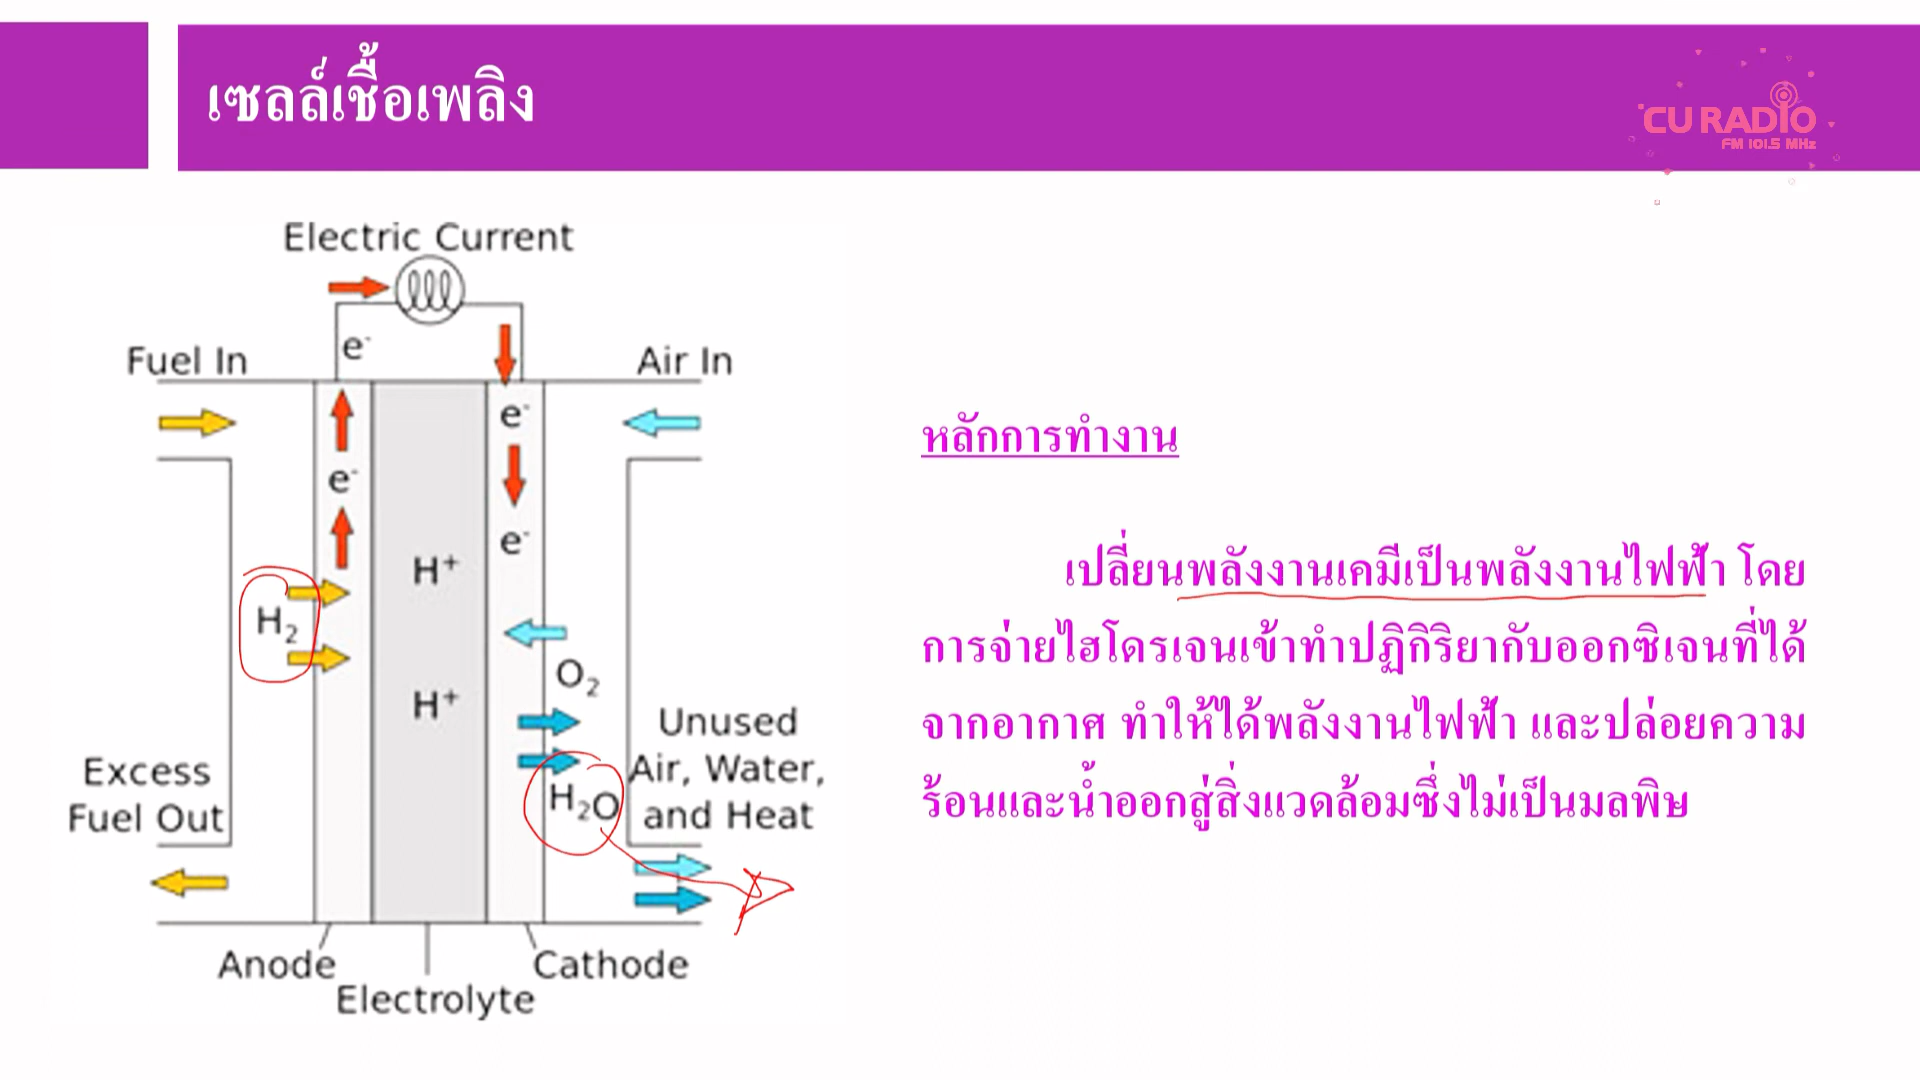 เซลล์เชื้อเพลิง
CU RADIO
FM 101.5 MHz
Electric Current
e-
Fuel In
Air In
e-
e-
e-
H+
H2
O2
H+
Unused
Air, Water,
and Heat
Excess
Fuel Out
H2O
Anode
Cathode
Electrolyte
หลักการทำงาน
เปลี่ยนพลังงานเคมีเป็นพลังงานไฟฟ้า โดย
การจ่ายไฮโดรเจนเข้าทำปฏิกิริยากับออกซิเจนที่ได้
จากอากาศ ทำให้ได้พลังงานไฟฟ้า และปล่อยความ
ร้อนและน้ำออกสู่สิ่งแวดล้อมซึ่งไม่เป็นมลพิษ